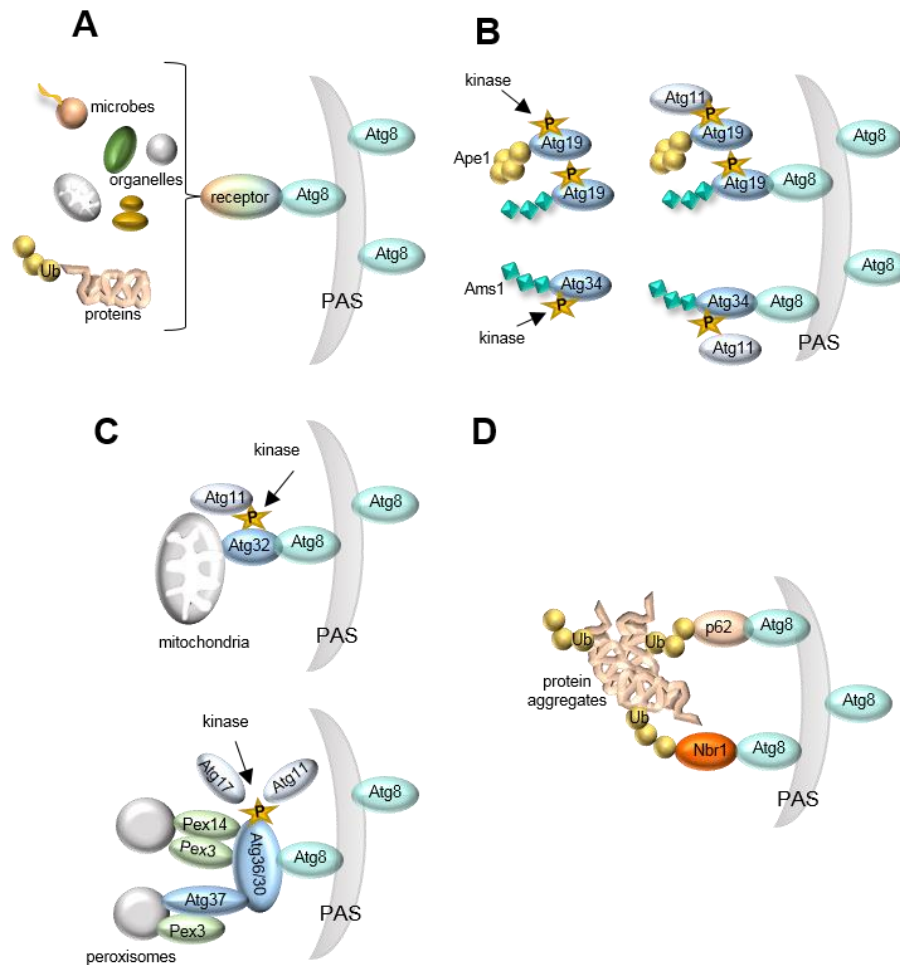 A
microbes
organelles
Ub
proteins
receptor
Atg8
Atg8
Atg8
PAS
B
kinase
P
Atg19
Ape1
P
Atg19
Ams1
Atg34
P
kinase
Atg11
P
Atg19
P
Atg19
Atg8
Atg8
Atg8
Atg34
Atg8
P
Atg11
PAS
C
kinase
Atg11
P
Atg32
Atg8
Atg8
mitochondria
PAS
kinase
Atg17
Atg11
P
Pex14
Pex3
Atg36/30
Atg8
Atg8
Atg37
Pex3
peroxisomes
PAS
D
Ub
Ub
p62
Atg8
protein
aggregates
Ub
Nbr1
Atg8
Atg8
PAS